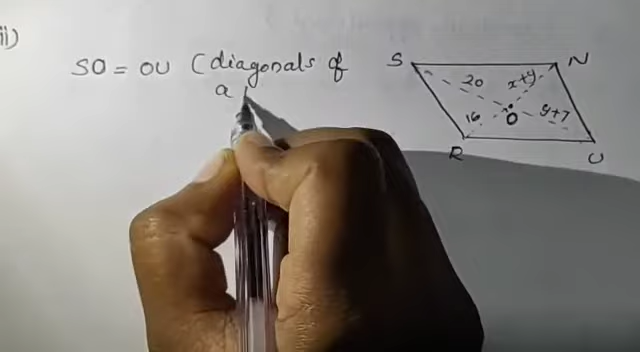 ii)
SO = OU (diagonals of
a
S
N
20
x+y
16
O
y+7
R
U